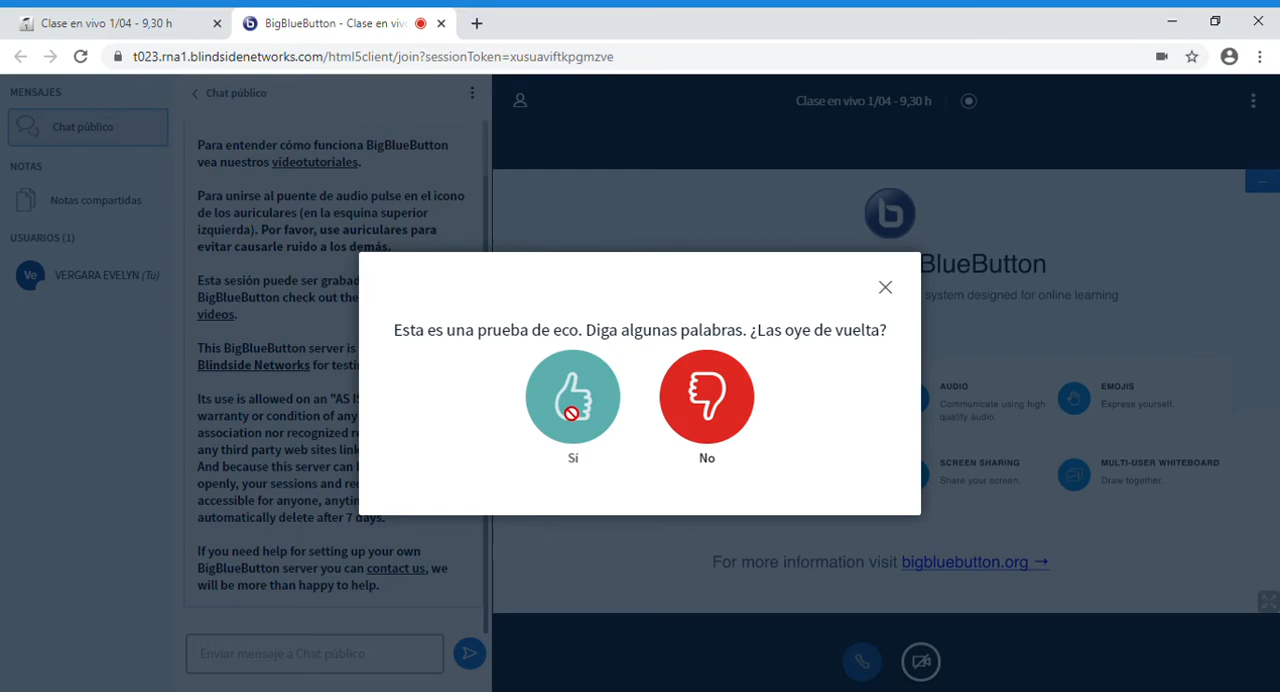 Clase en vivo 1/04 - 9,30 h
BigBlueButton - Clase en viv
t023.rna1.blindsidenetworks.com/html5client/join?sessionToken=xusuaviftkpgmzve
MENSAJES
Chat público
NOTAS
Notas compartidas
USUARIOS (1)
Ve
VERGARA EVELYN (Tu)
Chat público
Para entender cómo funciona BigBlueButton
vea nuestros videotutoriales.
Para unirse al puente de audio pulse en el icono
de los auriculares (en la esquina superior
izquierda). Por favor, use auriculares para
evitar causarle ruido a los demás.
Esta sesión puede ser
BigBlueButton check out the
videos.
This BigBlueButton server is
Blindside Networks for
Its use is allowed on an "AS
warranty or condition of any
association nor recognized
any third party web sites
And because this server can
openly, your sessions and
accessible for anyone,
automatically delete after 7 days.
If you need help for setting up your own
BigBlueButton server you can contact us, we
will be more than happy to help.
Enviar mensaje a Chat público
Clase en vivo 1/04 - 9,30 h
b
BlueButton
system designed for online learning
AUDIO
Communicate using high
quality audio.
EMOJIS
Express yourself.
SCREEN SHARING
Share your screen.
MULTI-USER WHITEBOARD
Draw together.
For more information visit bigbluebutton.org →
Esta es una prueba de eco. Diga algunas palabras. ¿Las oye de vuelta?
Sí
No